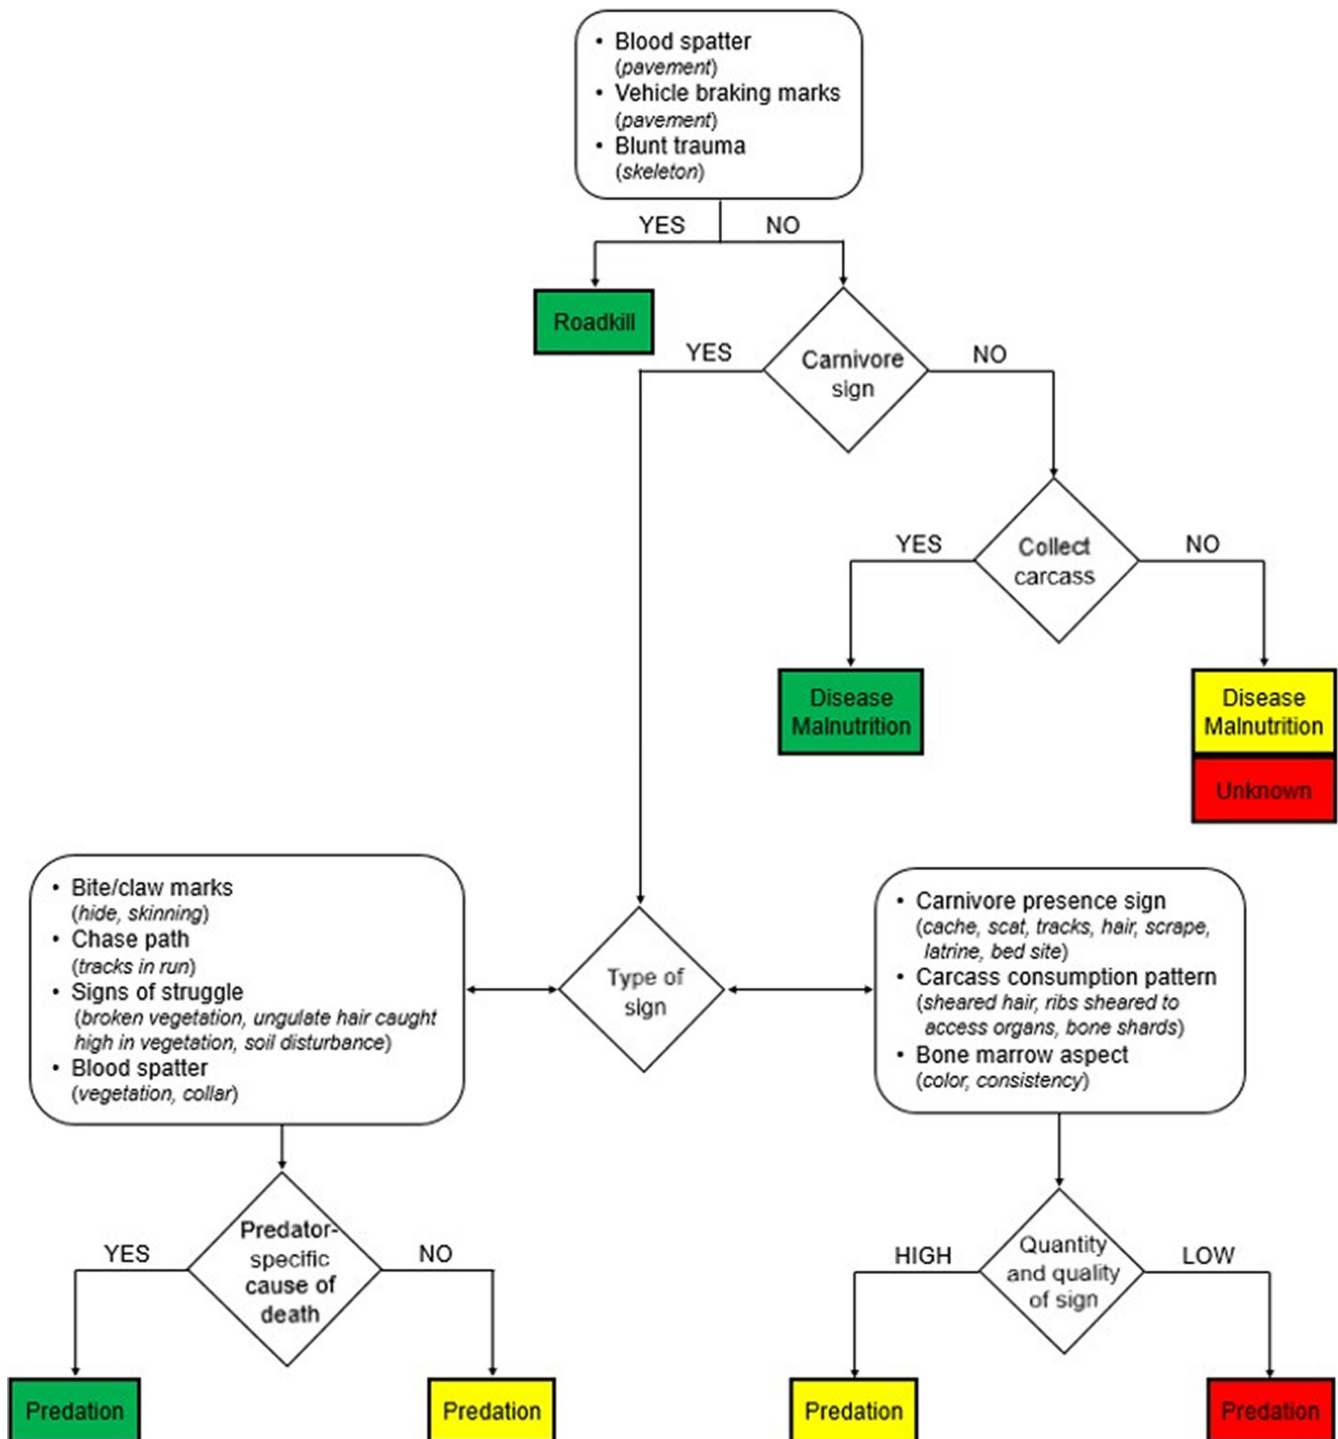 • Blood spatter
(pavement)
• Vehicle braking marks
(pavement)
• Blunt trauma
(skeleton)
YES NO
Roadkill
YES
Carnivore
sign
NO
YES
Collect
carcass
NO
Disease
Malnutrition
Disease
Malnutrition
Unknown
• Bite/claw marks
(hide, skinning)
• Chase path
(tracks in run)
• Signs of struggle
(broken vegetation, ungulate hair caught
high in vegetation, soil disturbance)
• Blood spatter
(vegetation, collar)
Type of
sign
• Carnivore presence sign
(cache, scat, tracks, hair, scrape,
latrine, bed site)
• Carcass consumption pattern
(sheared hair, ribs sheared to
access organs, bone shards)
• Bone marrow aspect
(color, consistency)
YES
Predator-
specific
cause of
death
NO
HIGH
Quantity
and quality
of sign
LOW
Predation
Predation
Predation
Predation